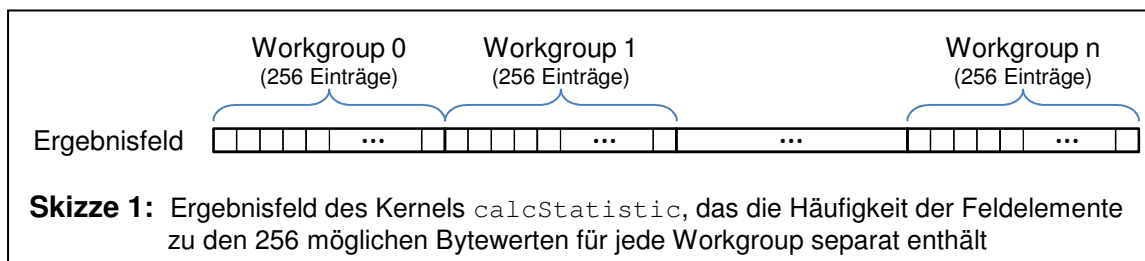 Workgroup 0 Workgroup 1 Workgroup n
(256 Einträge) (256 Einträge) (256 Einträge)
Ergebnisfeld ... ... ... ...
Skizze 1: Ergebnisfeld des Kernels calcStatistic, das die Häufigkeit der Feldelemente
zu den 256 möglichen Bytewerten für jede Workgroup separat enthält